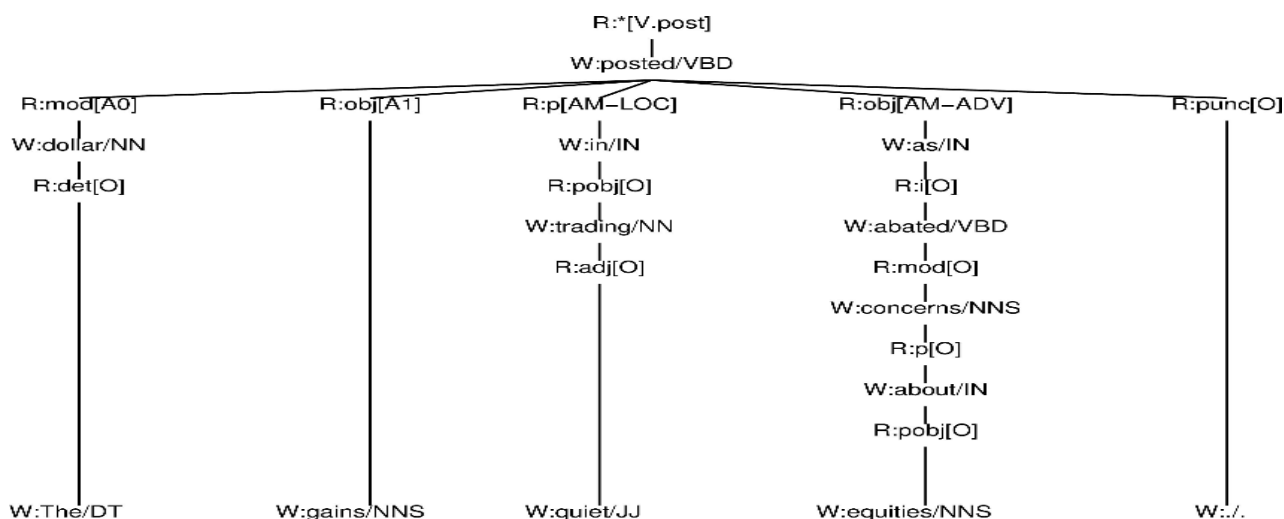 R:*[V.post]
W:posted/VBD
R:mod[A0] R:obj[A1] R:p[AM-LOC] R:obj[AM-ADV] R:punc[O]
W:dollar/NN W:in/IN W:as/IN
R:det[O] R:pobj[O] R:i[O]
W:trading/NN W:abated/VBD
R:adj[O] R:mod[O]
W:concerns/NNS
R:p[O]
W:about/IN
R:pobj[O]
W:The/DT W:gains/NNS W:quiet/JJ W:equities/NNS W:./.